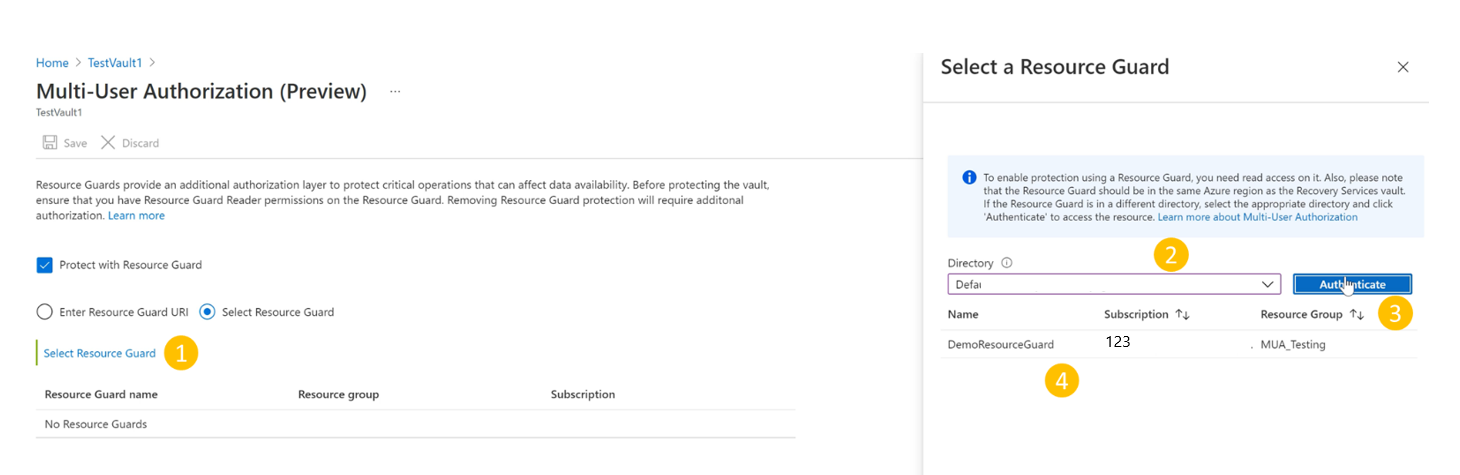 Home > TestVault1 >
Multi-User Authorization (Preview) ...
TestVault1
Save Discard
Resource Guards provide an additional authorization layer to protect critical operations that can affect data availability. Before protecting the vault,
ensure that you have Resource Guard Reader permissions on the Resource Guard. Removing Resource Guard protection will require additonal
authorization. Learn more
Protect with Resource Guard
Enter Resource Guard URI Select Resource Guard
Select Resource Guard 1
Resource Guard name Resource group Subscription
No Resource Guards
Select a Resource Guard
To enable protection using a Resource Guard, you need read access on it. Also, please note
that the Resource Guard should be in the same Azure region as the Recovery Services vault.
If the Resource Guard is in a different directory, select the appropriate directory and click
'Authenticate' to access the resource. Learn more about Multi-User Authorization
2
Directory
Defau
Authenticate
Name Subscription ↑↓ Resource Group ↑↓ 3
DemoResourceGuard 123 . MUA_Testing
4